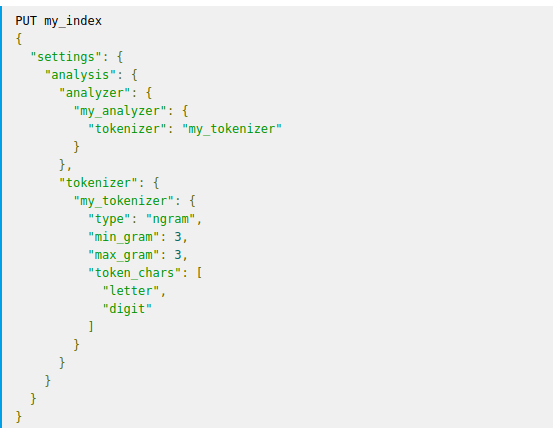 PUT my_index
{
  "settings": {
    "analysis": {
      "analyzer": {
        "my_analyzer": {
          "tokenizer": "my_tokenizer"
        }
      },
      "tokenizer": {
        "my_tokenizer": {
          "type": "ngram",
          "min_gram": 3,
          "max_gram": 3,
          "token_chars": [
            "letter",
            "digit"
          ]
        }
      }
    }
  }
}